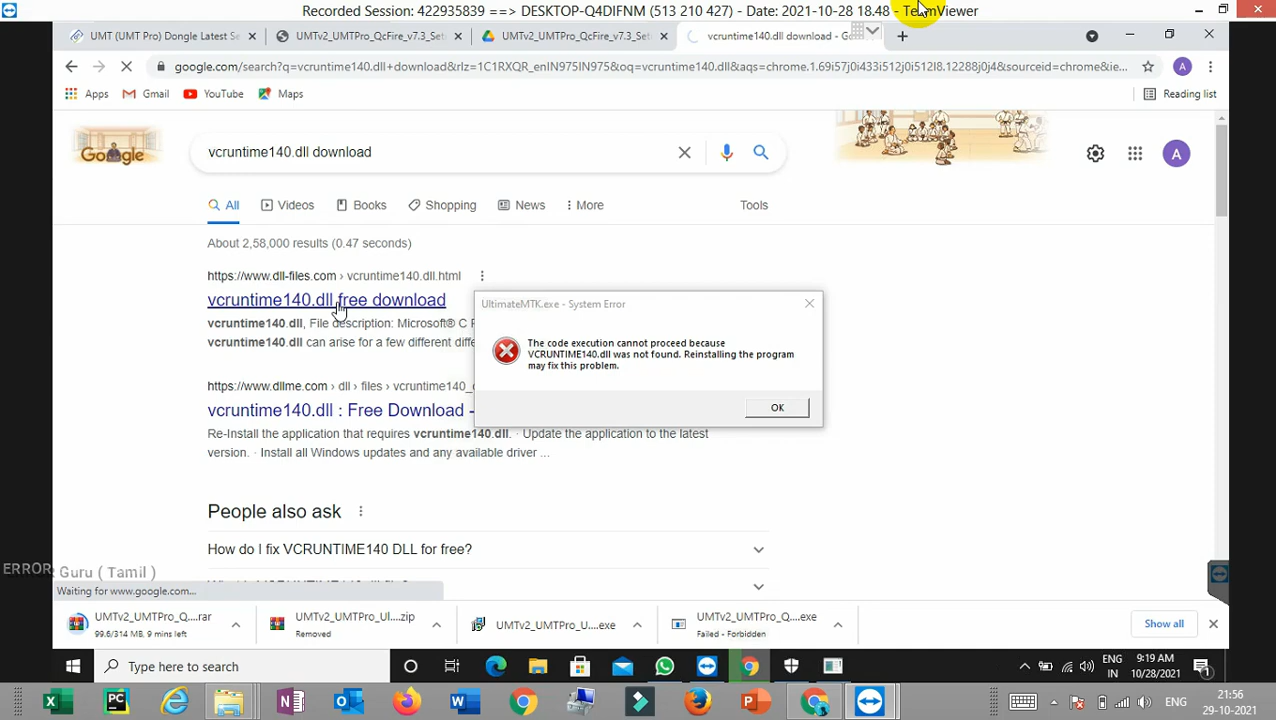 Recorded Session: 42285839 ==> DESKTOP-Q4DIFNM (513 210 427) - Date: 2021-10-28 18:48 - TeamViewer
UMT (UMT Pro) Dongle Latest Se
UMTv2_UMTPro_QcFire_v7.3_Set
UMTv2_UMTPro_QcFire_v7.3_Set
vcruntime140.dll download - Go
google.com/search?q=vcruntime140.dll+download&rlz=1C1RXQR_enIN975IN975&oq=vcruntime140.dll&aqs=chrome.1.69i57j0i433i512j0i512l8.12288j0j4&sourceid=chrome&ie...
A
Apps
Gmail
YouTube
Maps
Reading list
Google
vcruntime140.dll download
A
All
Videos
Books
Shopping
News
More
Tools
About 2,58,000 results (0.47 seconds)
https://www.dll-files.com › vcruntime140.dll.html
vcruntime140.dll free download
vcruntime140.dll, File description: Microsoft® C
vcruntime140.dll can arise for a few different
UltimateMTK.exe - System Error
The code execution cannot proceed because
VCRUNTIME140.dll was not found. Reinstalling the program
may fix this problem.
OK
https://www.dllme.com › dll › files
vcruntime140.dll : Free Download -
Re-Install the application that requires vcruntime140.dll. · Update the application to the latest
version. · Install all Windows updates and any available driver ...
People also ask
How do I fix VCRUNTIME140 DLL for free?
ERROR Guru ( Tamil )
Waiting for www.google.com...
UMTv2_UMTPro_Q....rar
99.6/314 MB, 9 mins left
UMTv2_UMTPro_Ul....zip
Removed
UMTv2_UMTPro_U....exe
UMTv2_UMTPro_Q....exe
Failed - Forbidden
Show all
Type here to search
ENG
IN
9:19 AM
10/28/2021
1
ENG
21:56
29-10-2021